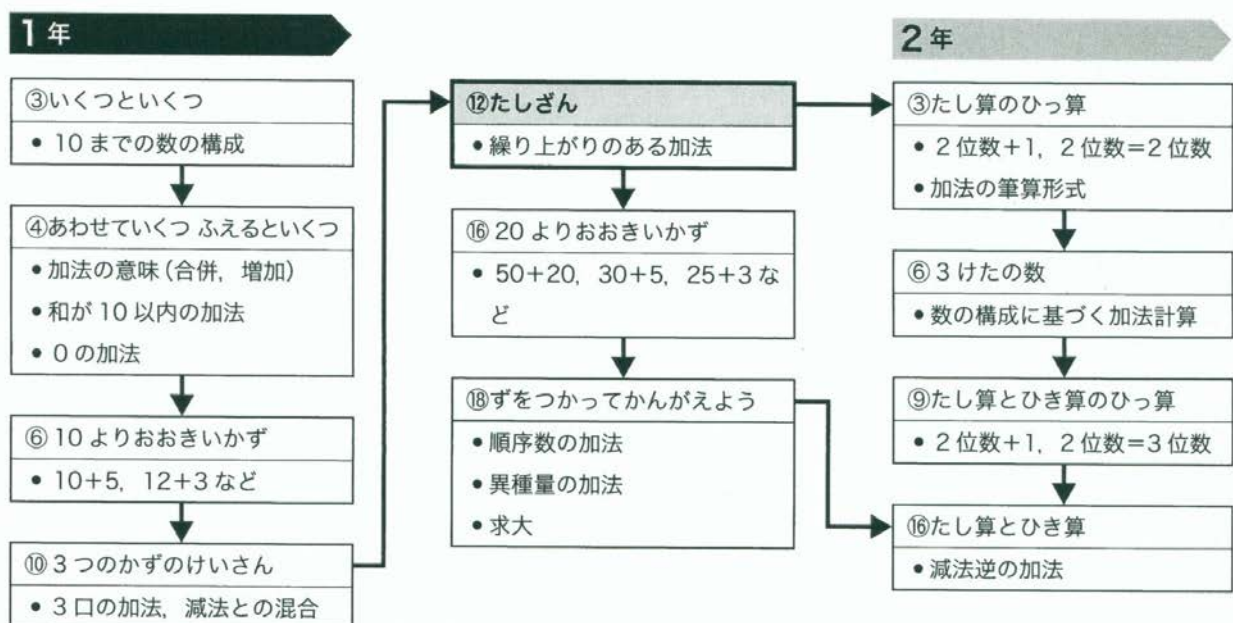 1年
③いくつといくつ
• 10までの数の構成
④あわせていくつ ふえるといくつ
• 加法の意味(合併，増加)
• 和が10以内の加法
• 0の加法
⑥10よりおおきいかず
• 10+5，12+3など
⑩3つのかずのけいさん
• 3口の加法，減法との混合
⑫たしざん
• 繰り上がりのある加法
⑯20よりおおきいかず
• 50+20，30+5，25+3な
ど
⑱ずをつかってかんがえよう
• 順序数の加法
• 異種量の加法
• 求大
2年
③たし算のひっ算
• 2位数+1，2位数=2位数
• 加法の筆算形式
⑥3けたの数
• 数の構成に基づく加法計算
⑨たし算とひき算のひっ算
• 2位数+1，2位数=3位数
⑯たし算とひき算
• 減法逆の加法